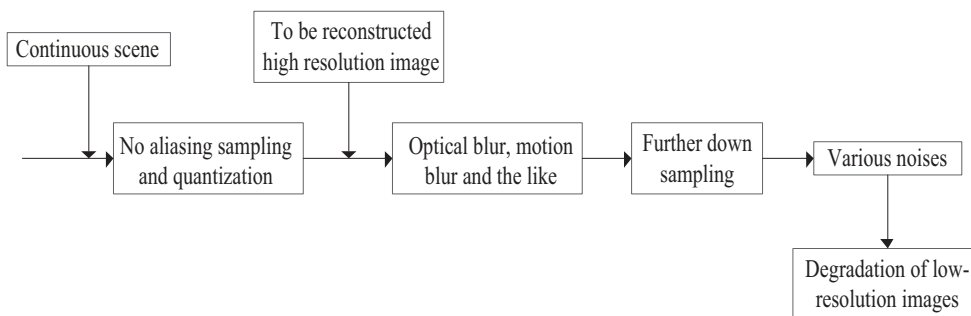 Continuous scene
To be reconstructed
high resolution image
No aliasing sampling
and quantization
Optical blur, motion
blur and the like
Further down
sampling
Various noises
Degradation of low-
resolution images